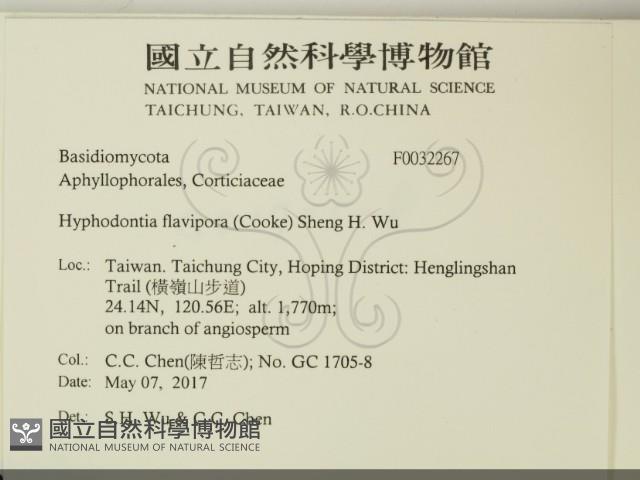 國立自然科學博物館
NATIONAL MUSEUM OF NATURAL SCIENCE
TAICHUNG, TAIWAN, R.O.CHINA
Basidiomycota F0032267
Aphyllophorales, Corticiaceae
Hyphodontia flavipora (Cooke) Sheng H. Wu
Loc.: Taiwan. Taichung City, Hoping District: Henglingshan
Trail (橫嶺山步道)
24.14N, 120.56E; alt. 1,770m;
on branch of angiosperm
Col.: C.C. Chen(陳哲志); No. GC 1705-8
Date: May 07, 2017
Det.: S.H. Wu & C.C. Chen
國立自然科學博物館
NATIONAL MUSEUM OF NATURAL SCIENCE